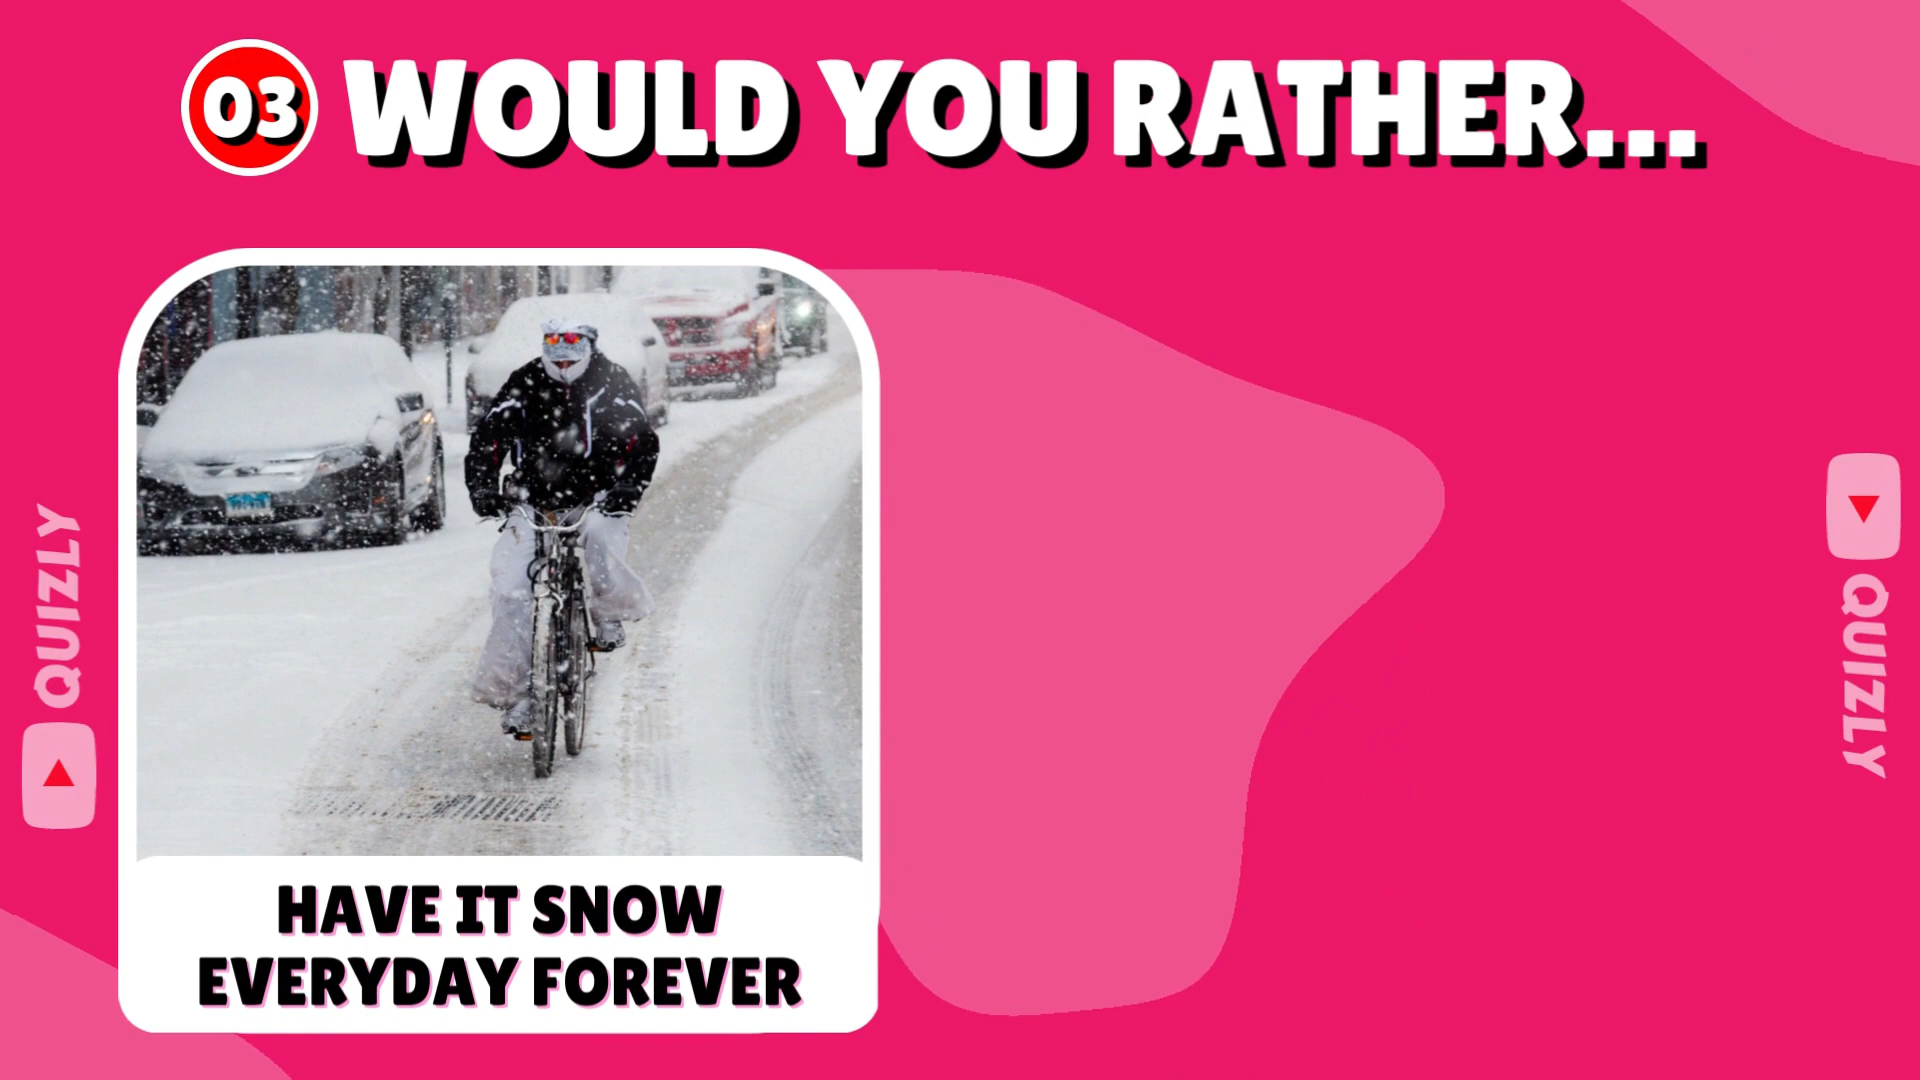 03
WOULD YOU RATHER...
HAVE IT SNOW
EVERYDAY FOREVER
QUIZLY
QUIZLY